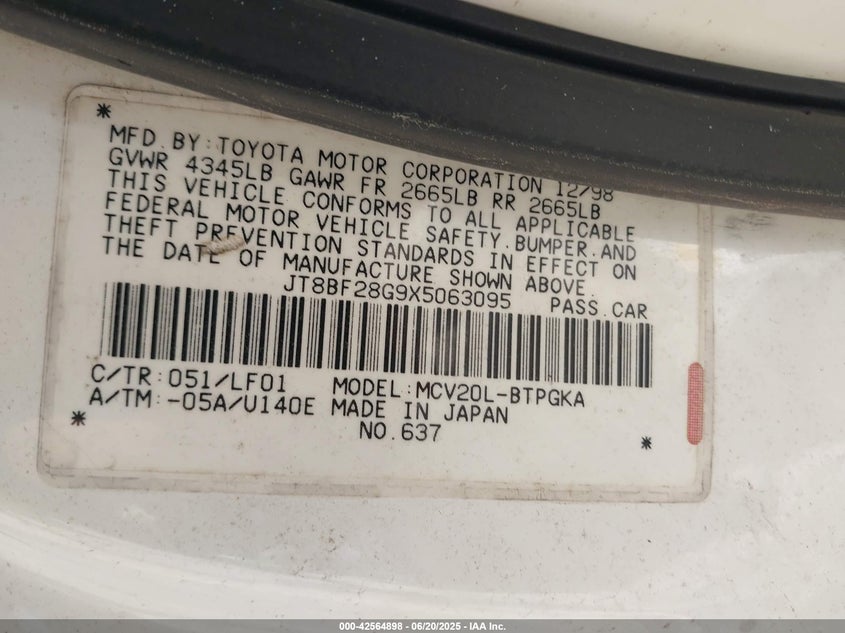 *
MFD.BY:TOYOTA MOTOR CORPORATION 12/98
GVWR 4345LB GAWR FR 2665LB RR 2665LB
THIS VEHICLE CONFORMS TO ALL APPLICABLE
FEDERAL MOTOR VEHICLE SAFETY.BUMPER.AND
THEFT PREVENTION STANDARDS IN EFFECT ON
THE DATE OF MANUFACTURE SHOWN ABOVE.
JT8BF28G9X5063095 PASS.CAR
C/TR:051/LF01 MODEL:MCV20L-BTPGKA
A/TM:-05A/U140E MADE IN JAPAN
* NO.637 *
000-42564898 - 06/20/2025 - IAA Inc.